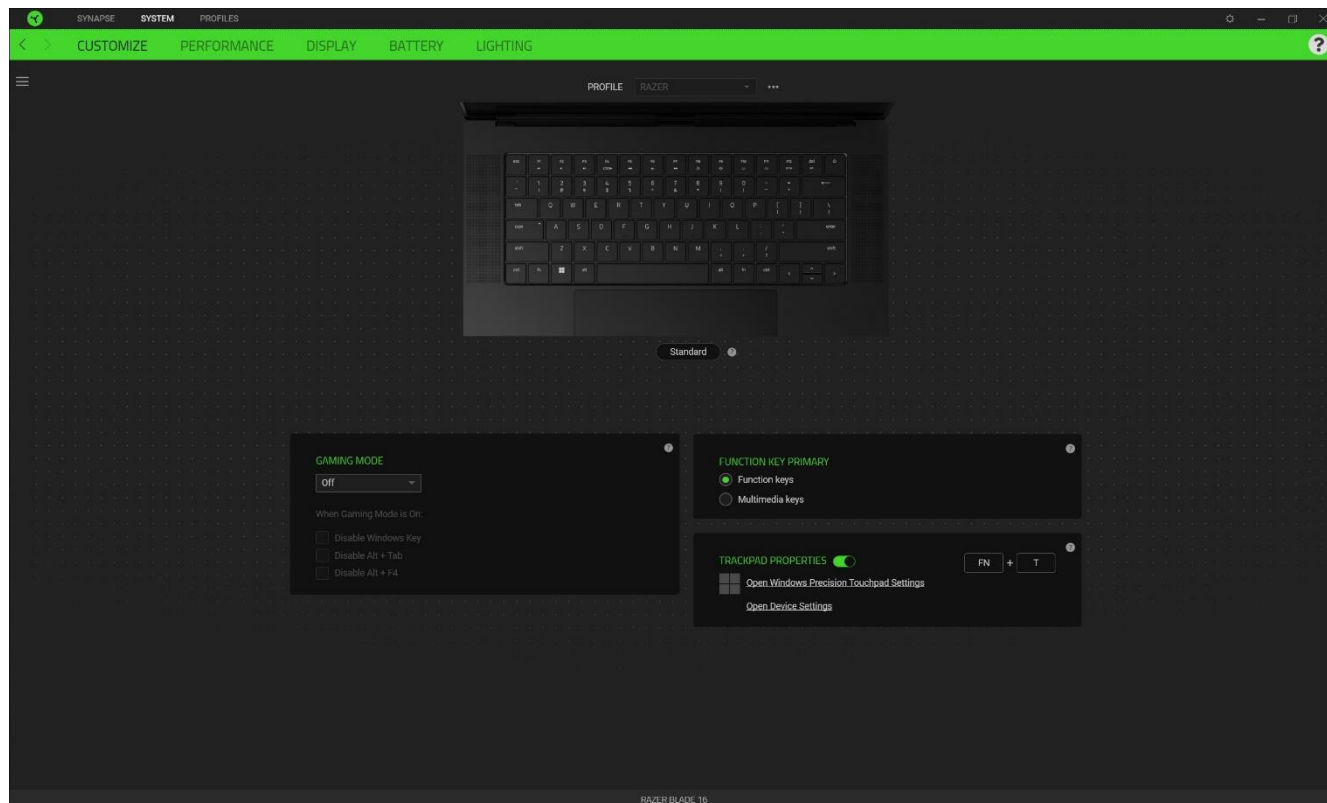 SYNAPSE SYSTEM PROFILES
CUSTOMIZE PERFORMANCE DISPLAY BATTERY LIGHTING
?
PROFILE RAZER
Standard ?
GAMING MODE ?
Off
When Gaming Mode is On:
Disable Windows Key
Disable Alt + Tab
Disable Alt + F4
FUNCTION KEY PRIMARY ?
Function keys
Multimedia keys
TRACKPAD PROPERTIES FN + T ?
Open Windows Precision Touchpad Settings
Open Device Settings
RAZER BLADE 16